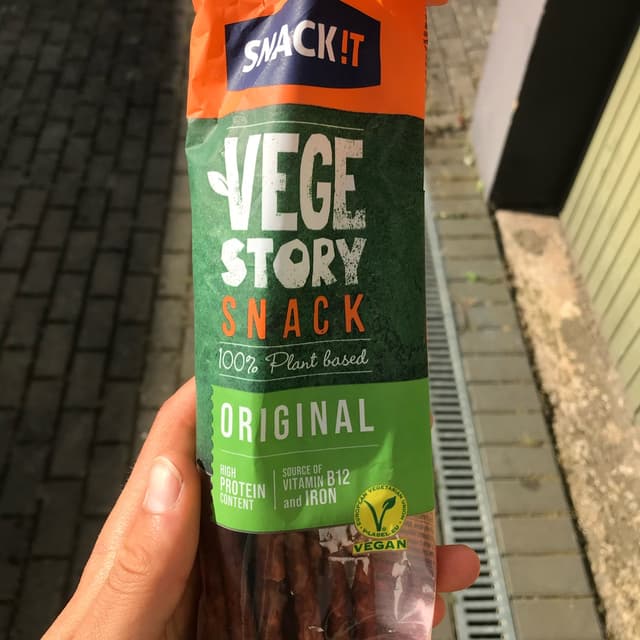 SNACK!T
VEGE
STORY
SNACK
100% Plant based
ORIGINAL
HIGH
PROTEIN
CONTENT
SOURCE OF
VITAMIN B12
and IRON
VEGAN